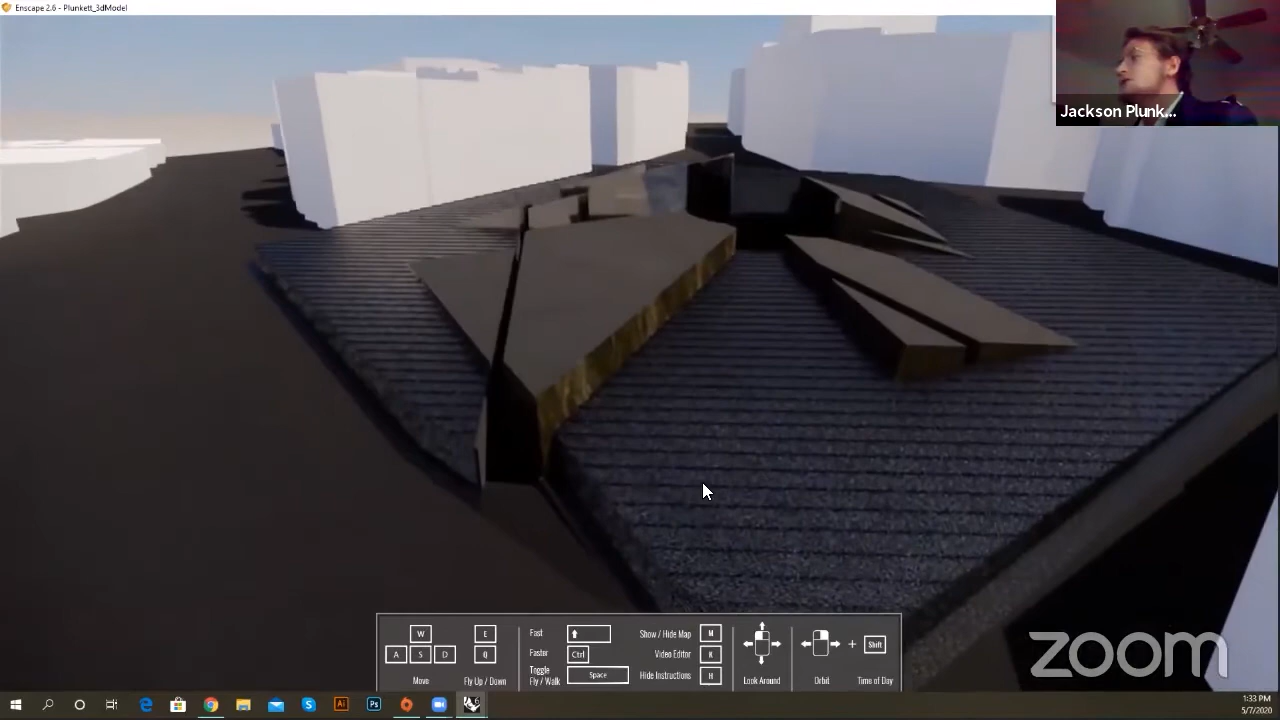 Enscape 2.6 - Plunkett_3dModel
Jackson Plunk...
W
A S D
Move
E
Q
Fly Up / Down
Fast
Faster Ctrl
Toggle
Fly / Walk Space
Show / Hide Map M
Video Editor K
Hide Instructions H
Look Around
Orbit
+ Shift
Time of Day
zoom
Ai
Ps
1:33 PM
5/7/2020